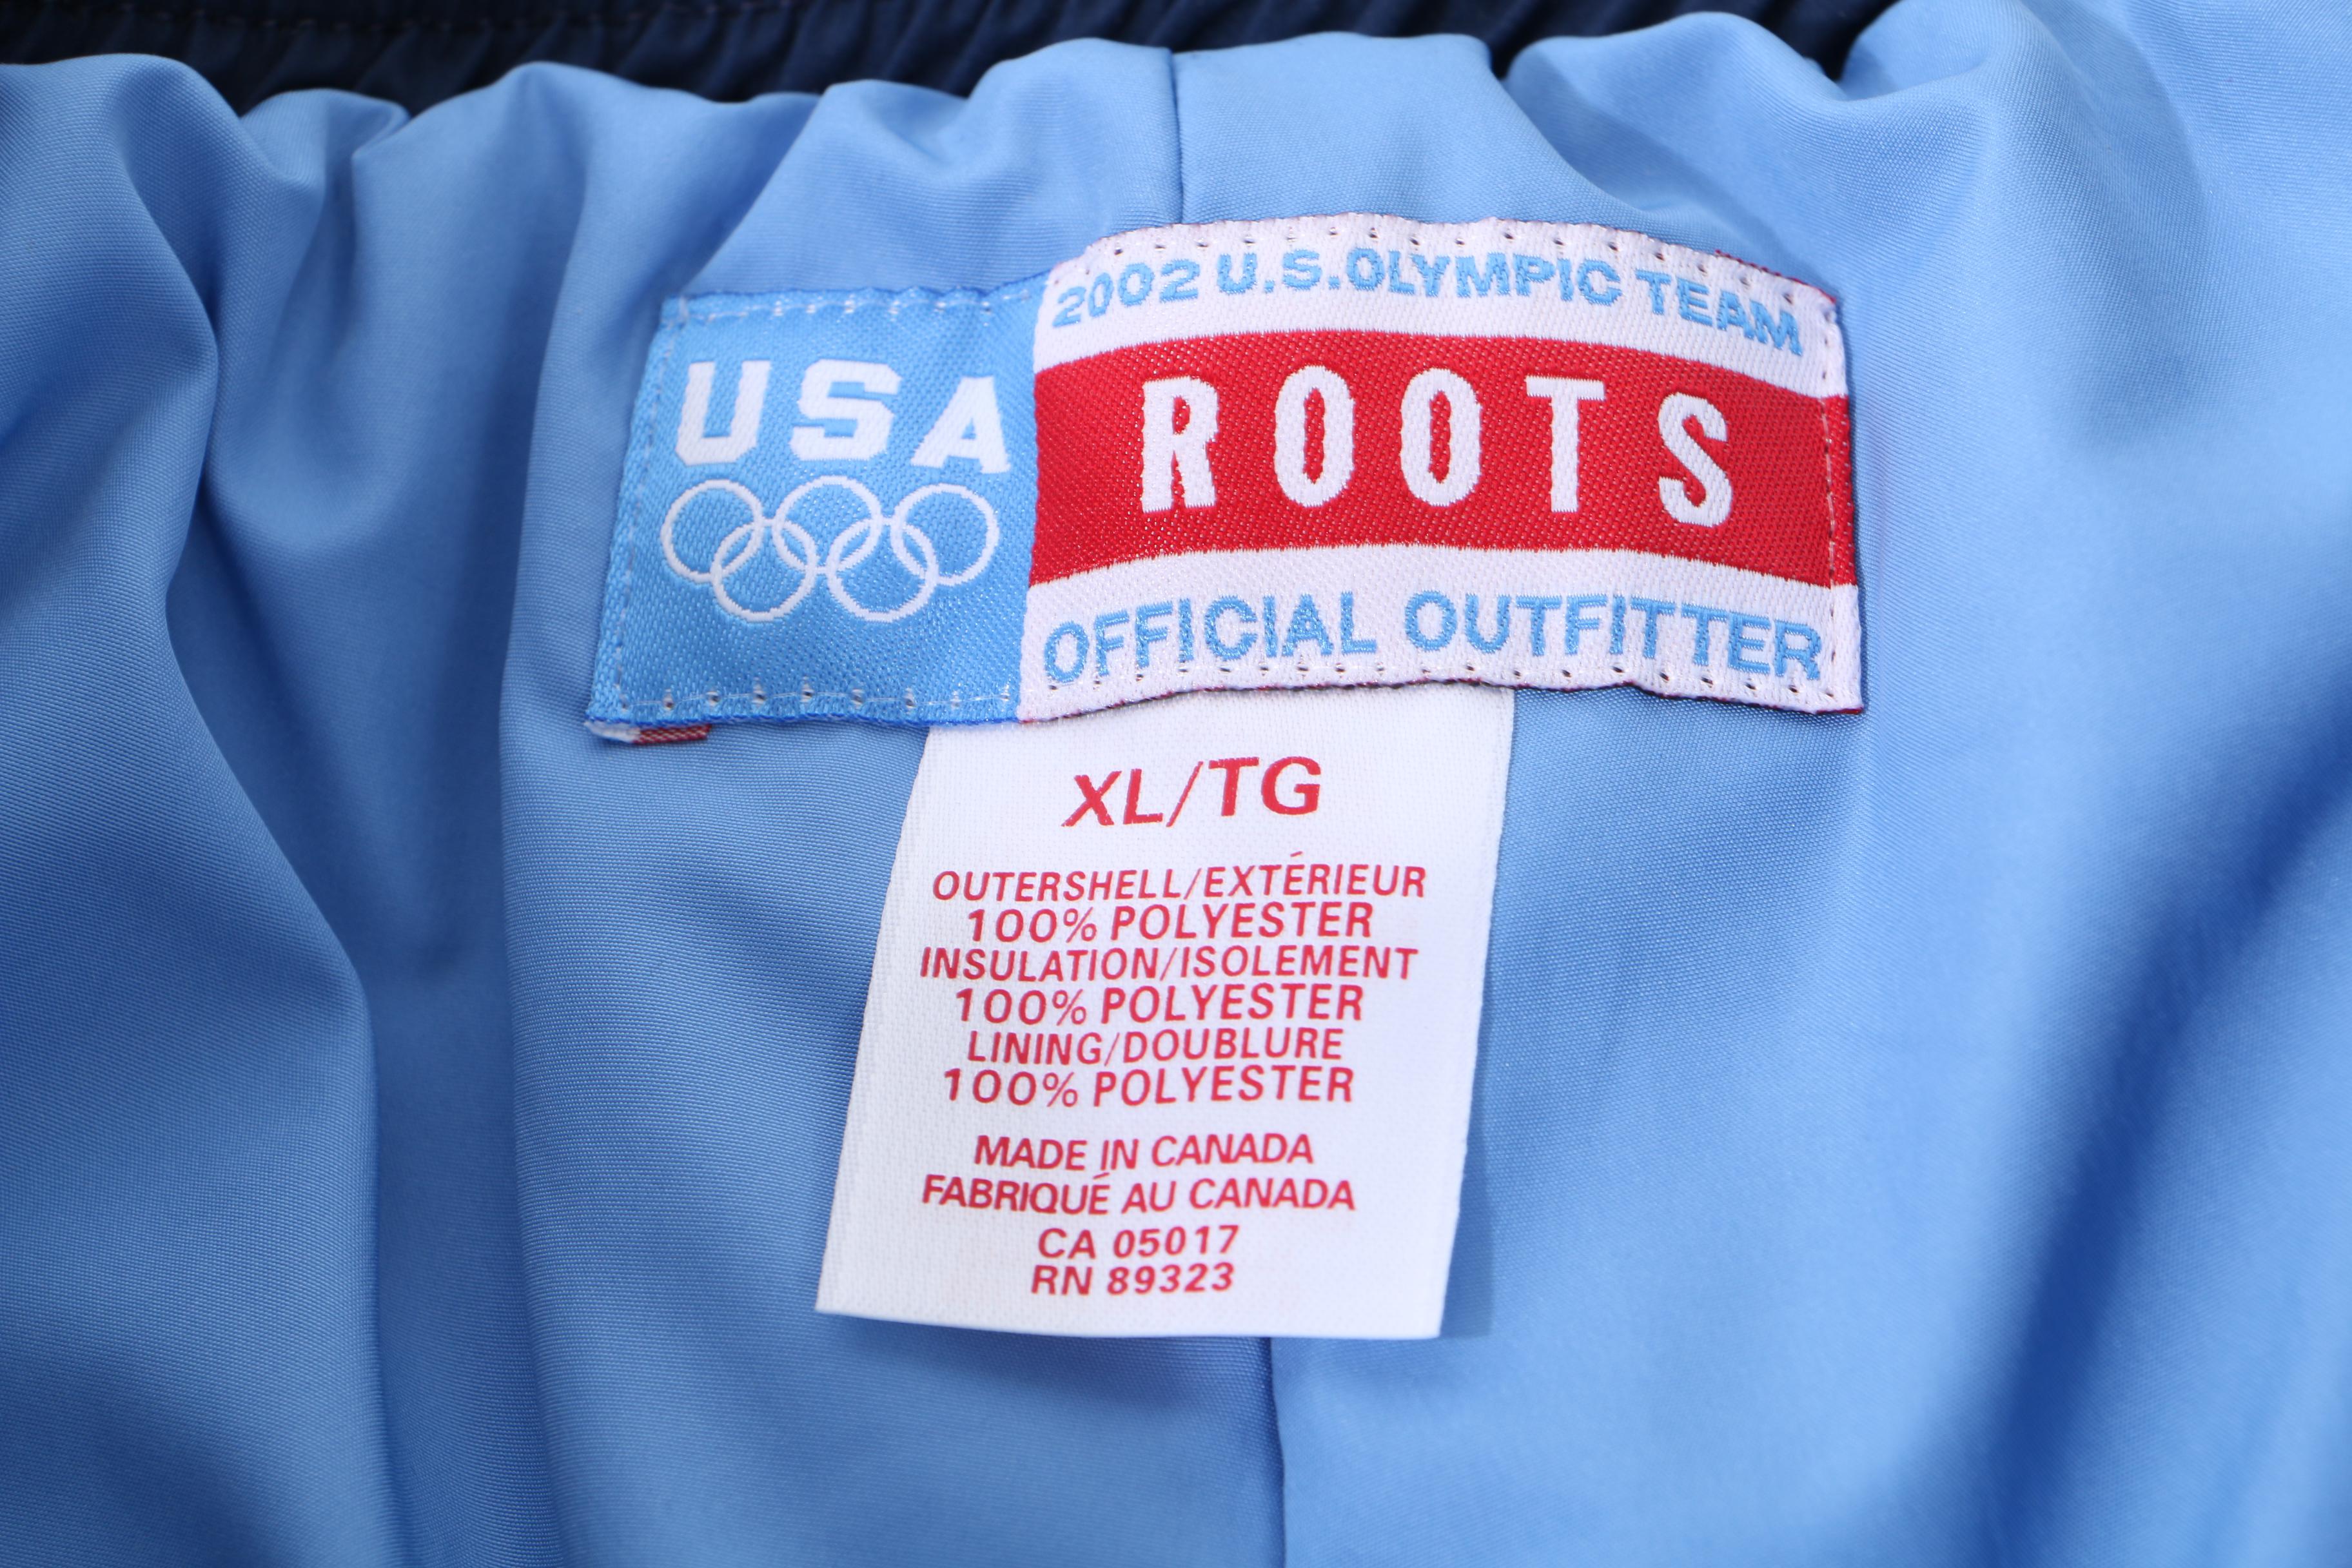 USA
2002 U.S.OLYMPIC TEAM
ROOTS
OFFICIAL OUTFITTER
XL/TG
OUTERSHELL/EXTÉRIEUR
100% POLYESTER
INSULATION/ISOLEMENT
100% POLYESTER
LINING/DOUBLURE
100% POLYESTER
MADE IN CANADA
FABRIQUÉ AU CANADA
CA 05017
RN 89323